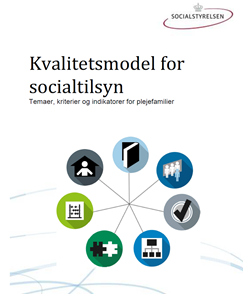 SOCIALSTYRELSEN
Kvalitetsmodel for
socialtilsyn
Temaer, kriterier og indikatorer for plejefamilier